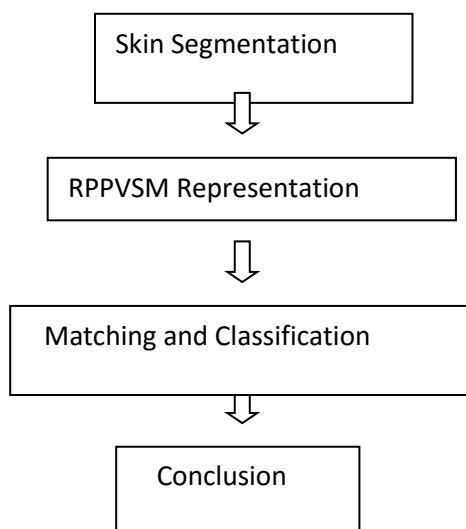 Skin Segmentation
RPPVSM Representation
Matching and Classification
Conclusion